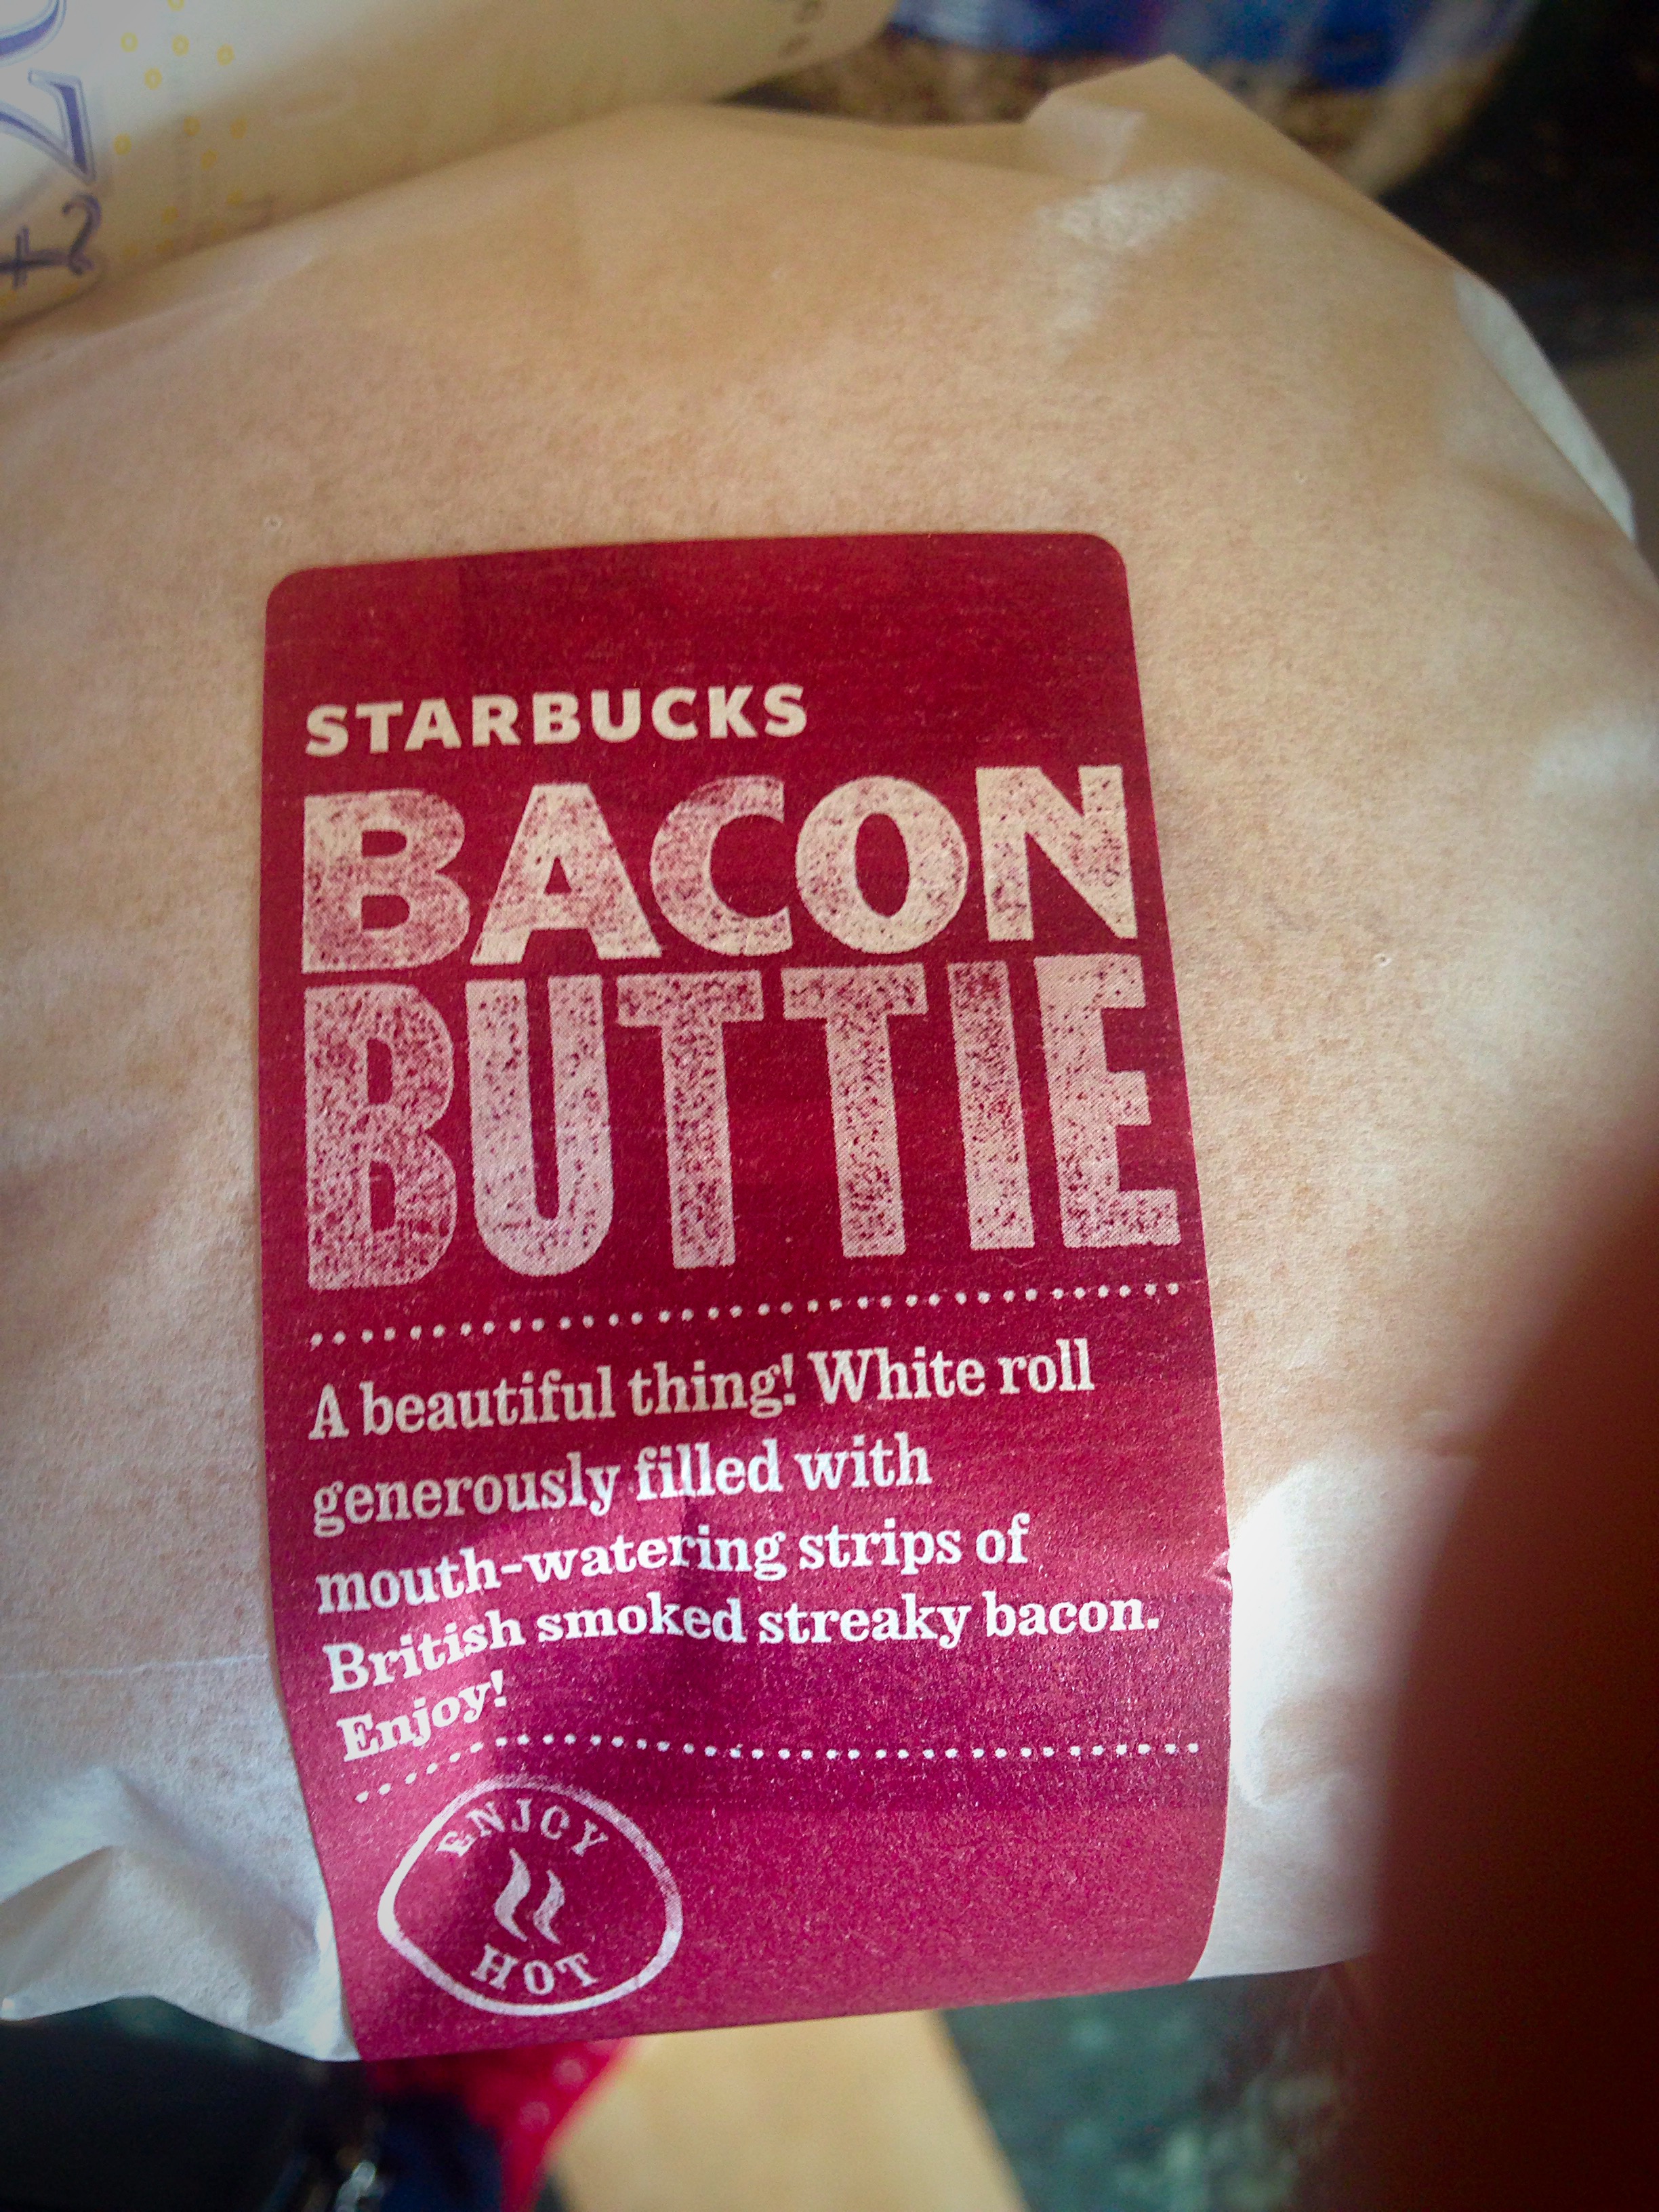 £20
STARBUCKS
BACON
BUTTIE
A beautiful thing! White roll
generously filled with
mouth-watering strips of
British smoked streaky bacon.
Enjoy!
ENJOY
HOT